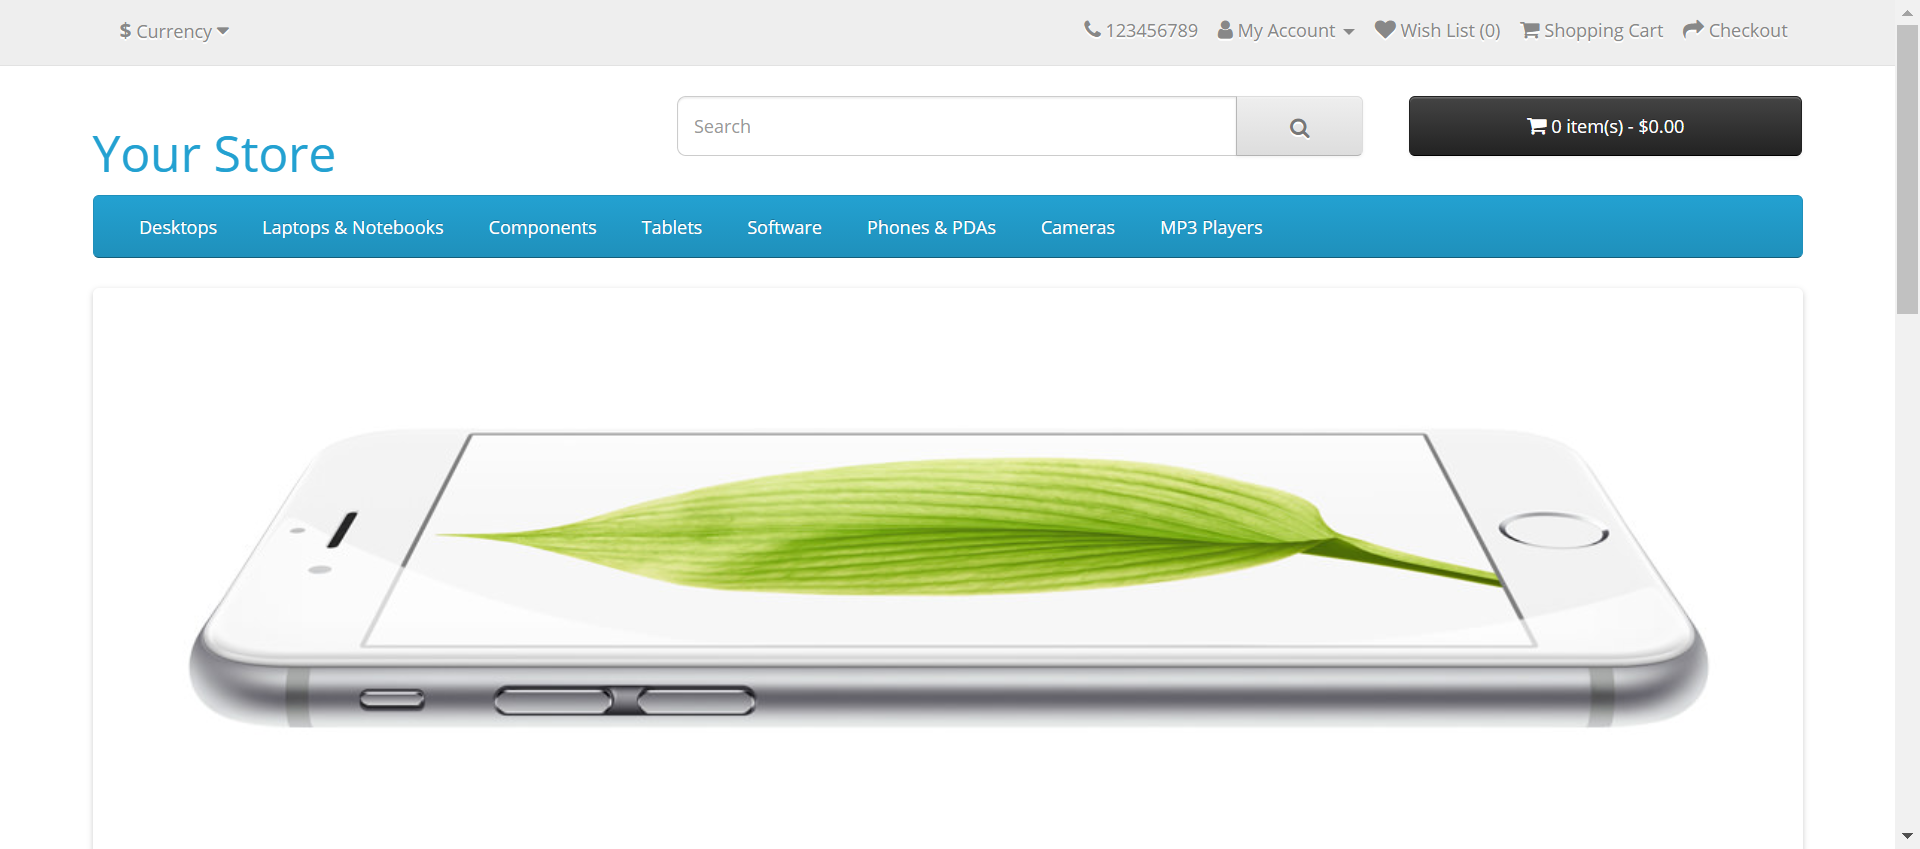 $ Currency
123456789 My Account Wish List (0) Shopping Cart Checkout
Search
0 item(s) - $0.00
Your Store
Desktops Laptops & Notebooks Components Tablets Software Phones & PDAs Cameras MP3 Players